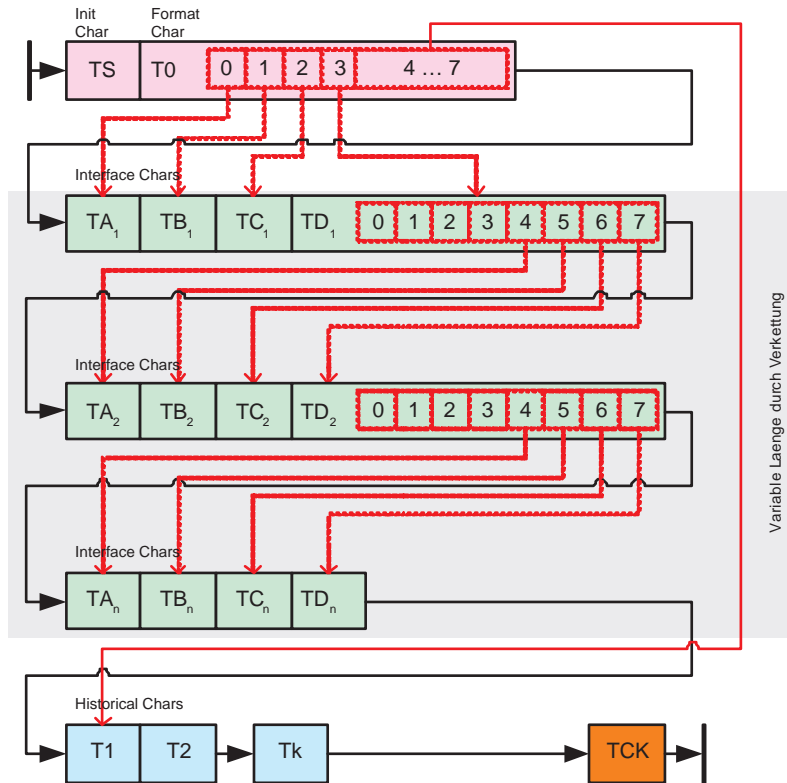 Init Format
Char Char
TS T0 0 1 2 3 4 … 7
Interface Chars
TA1 TB1 TC1 TD1 0 1 2 3 4 5 6 7
Interface Chars
TA2 TB2 TC2 TD2 0 1 2 3 4 5 6 7
Interface Chars
TAn TBn TCn TDn
Variable Laenge durch Verkettung
Historical Chars
T1 T2 Tk TCK